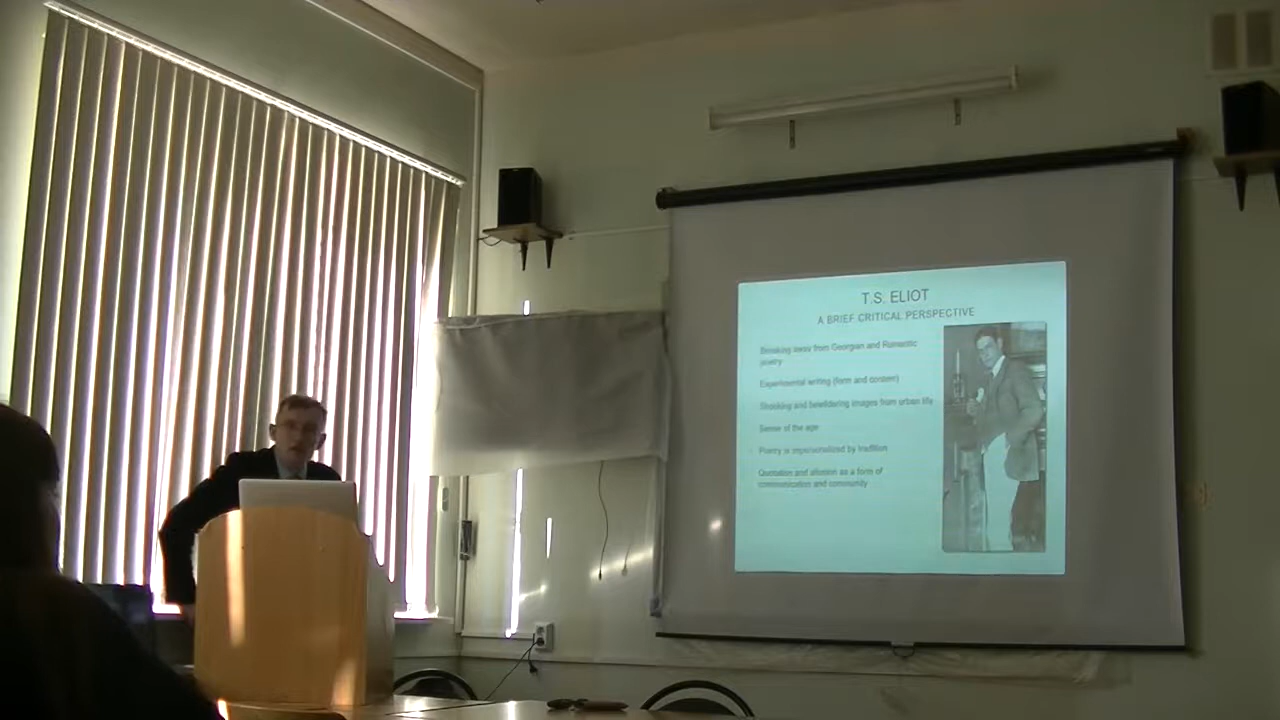 T.S. ELIOT
A BRIEF CRITICAL PERSPECTIVE
Breaking away from Georgian and Romantic
poetry
Experimental writing (form and content)
Shocking and bewildering images from urban life
Sense of the age
Poetry is impersonalized by tradition
Quotation and allusion as a form of
communication and community